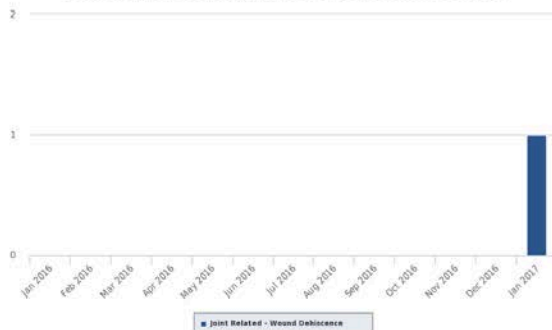 2
1
0
Jan 2016
Feb 2016
Mar 2016
Apr 2016
May 2016
Jun 2016
Jul 2016
Aug 2016
Sep 2016
Oct 2016
Nov 2016
Dec 2016
Jan 2017
Joint Related - Wound Dehiscence